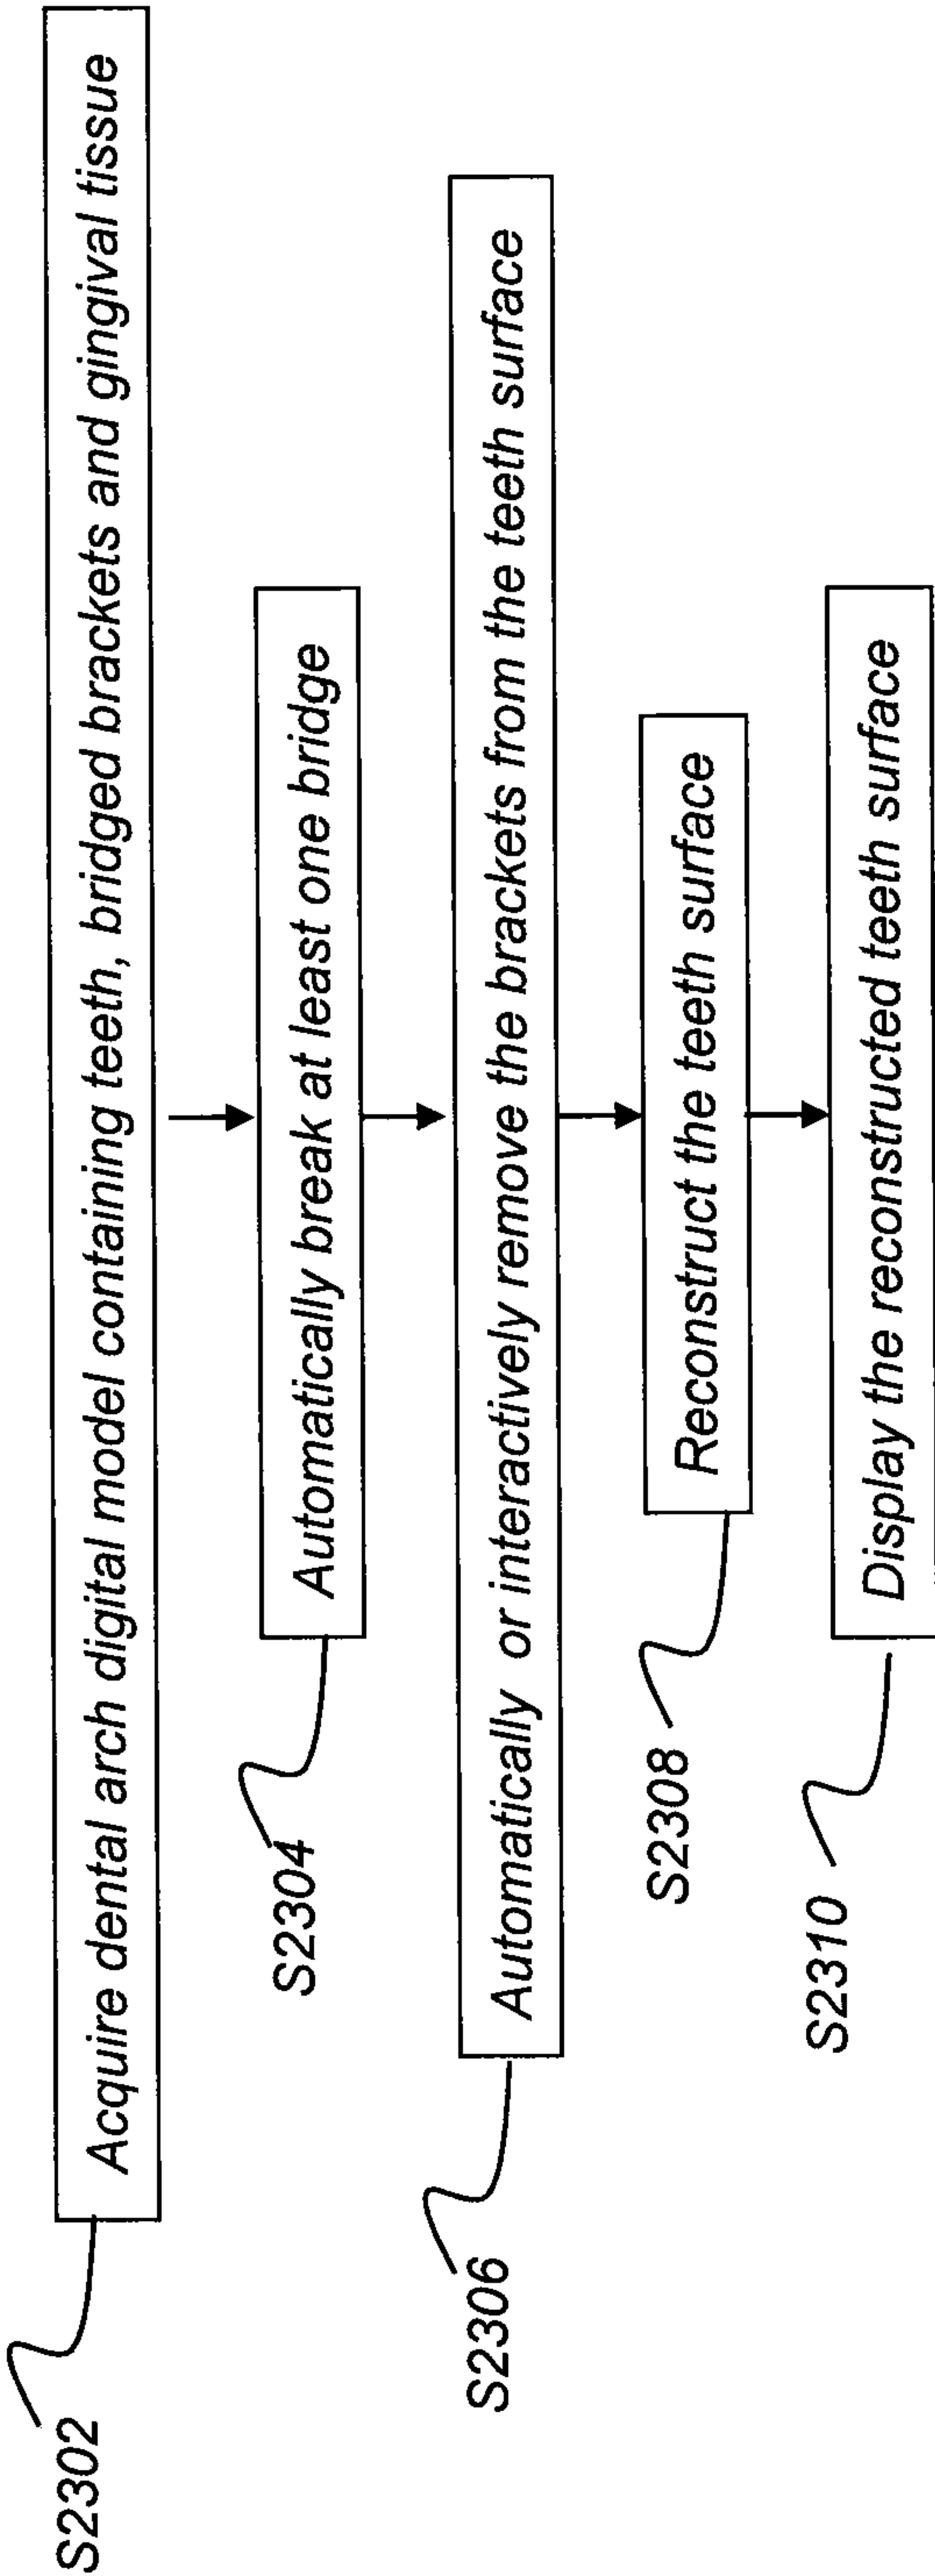 S2302
Acquire dental arch digital model containing teeth, bridged brackets and gingival tissue
S2304
Automatically break at least one bridge
S2306
Automatically or interactively remove the brackets from the teeth surface
S2308
Reconstruct the teeth surface
S2310
Display the reconstructed teeth surface